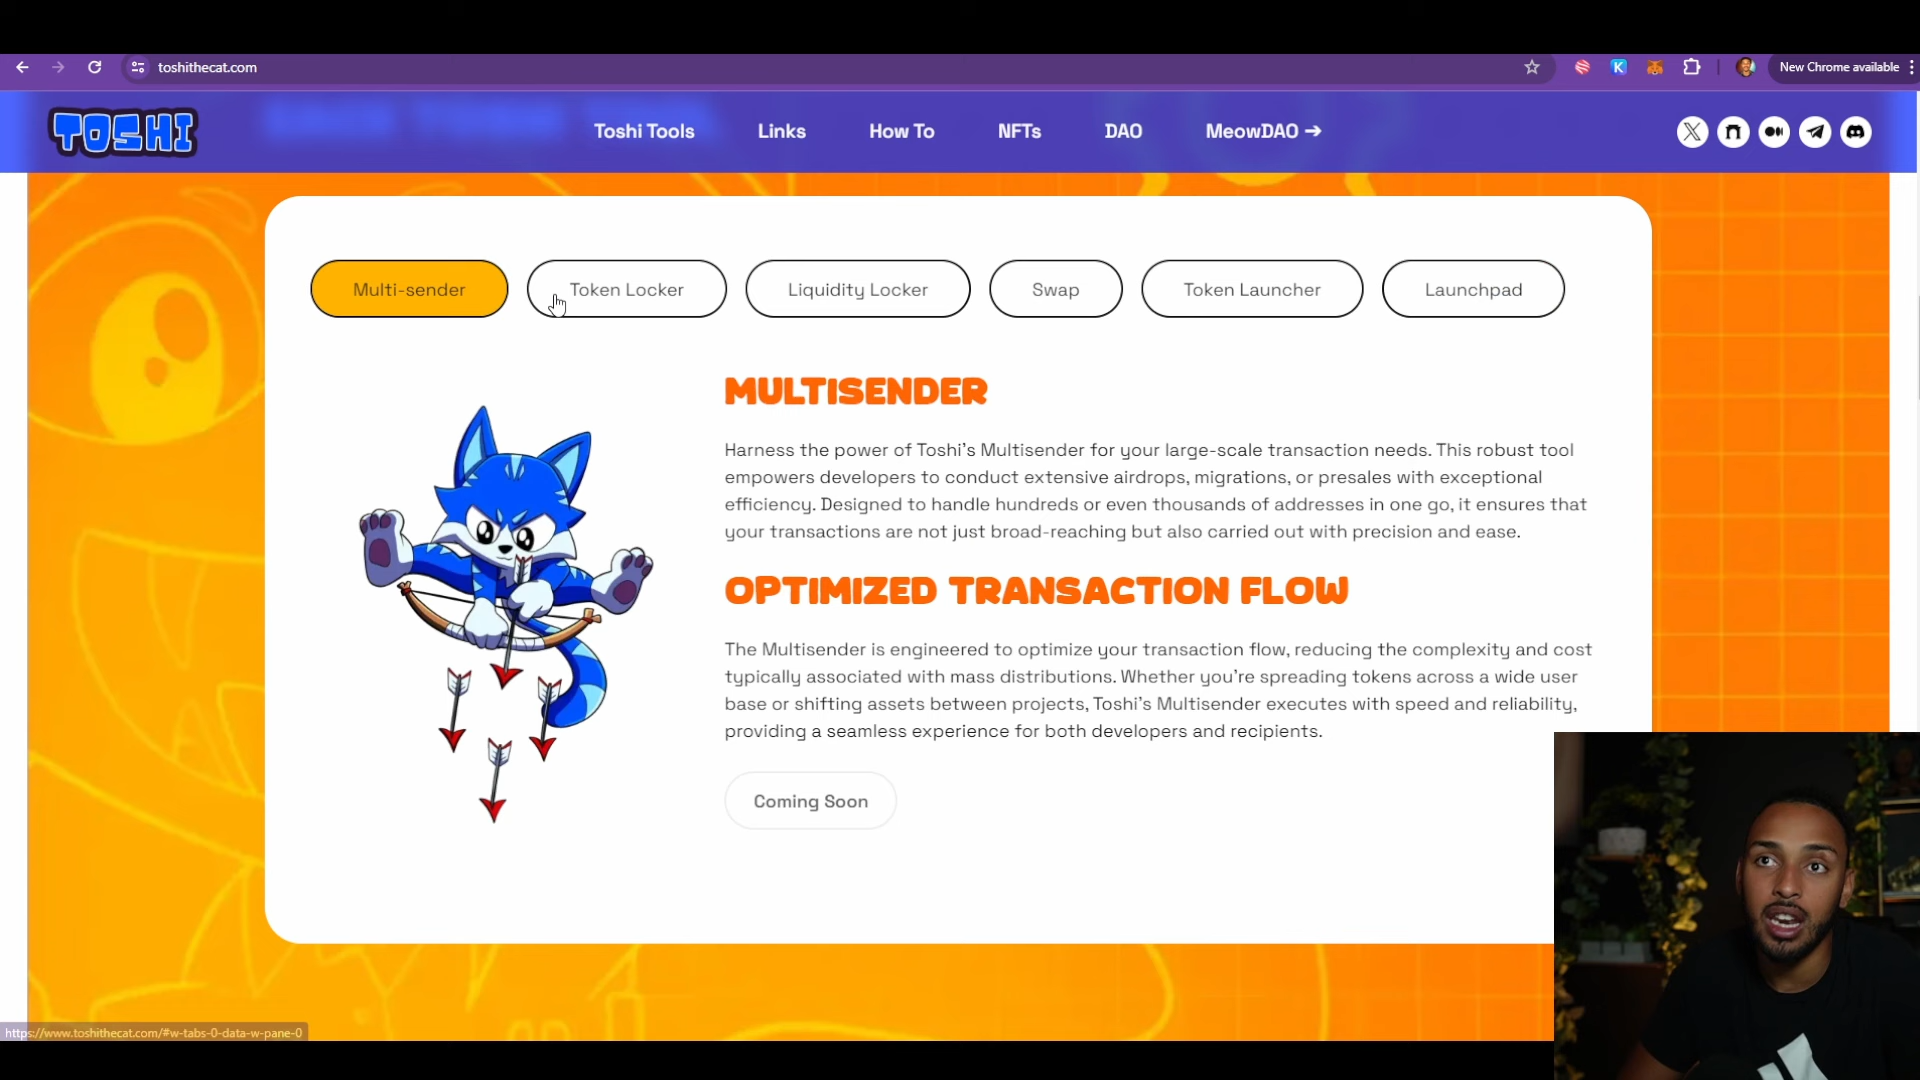 toshithecat.com
New Chrome available
TOSHI
Toshi Tools
Links
How To
NFTs
DAO
MeowDAO →
EACH TOSHI TOOL
Multi-sender
Token Locker
Liquidity Locker
Swap
Token Launcher
Launchpad
MULTISENDER
Harness the power of Toshi's Multisender for your large-scale transaction needs. This robust tool
empowers developers to conduct extensive airdrops, migrations, or presales with exceptional
efficiency. Designed to handle hundreds or even thousands of addresses in one go, it ensures that
your transactions are not just broad-reaching but also carried out with precision and ease.
OPTIMIZED TRANSACTION FLOW
The Multisender is engineered to optimize your transaction flow, reducing the complexity and cost
typically associated with mass distributions. Whether you're spreading tokens across a wide user
base or shifting assets between projects, Toshi's Multisender executes with speed and reliability,
providing a seamless experience for both developers and recipients.
Coming Soon
https://www.toshithecat.com/#w-tabs-0-data-w-pane-0